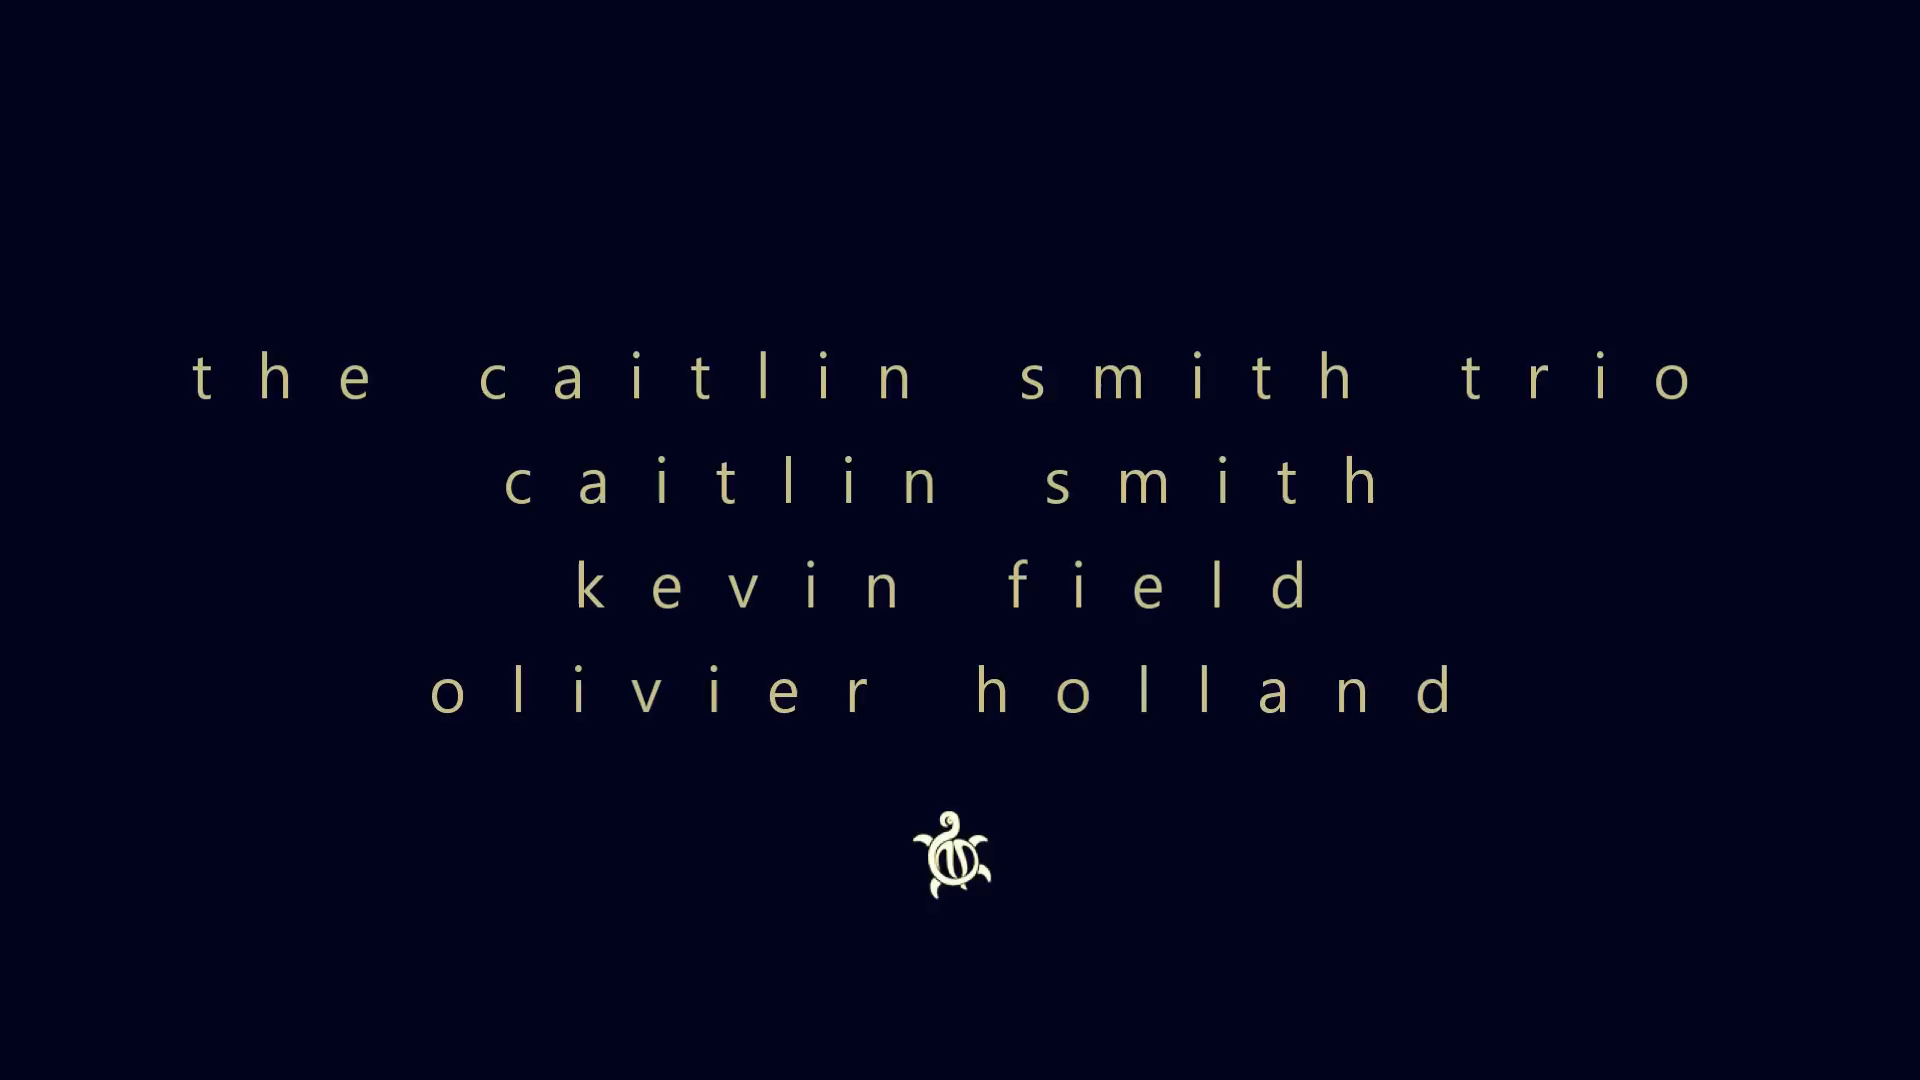 the caitlin smith trio
caitlin smith
kevin field
olivier holland